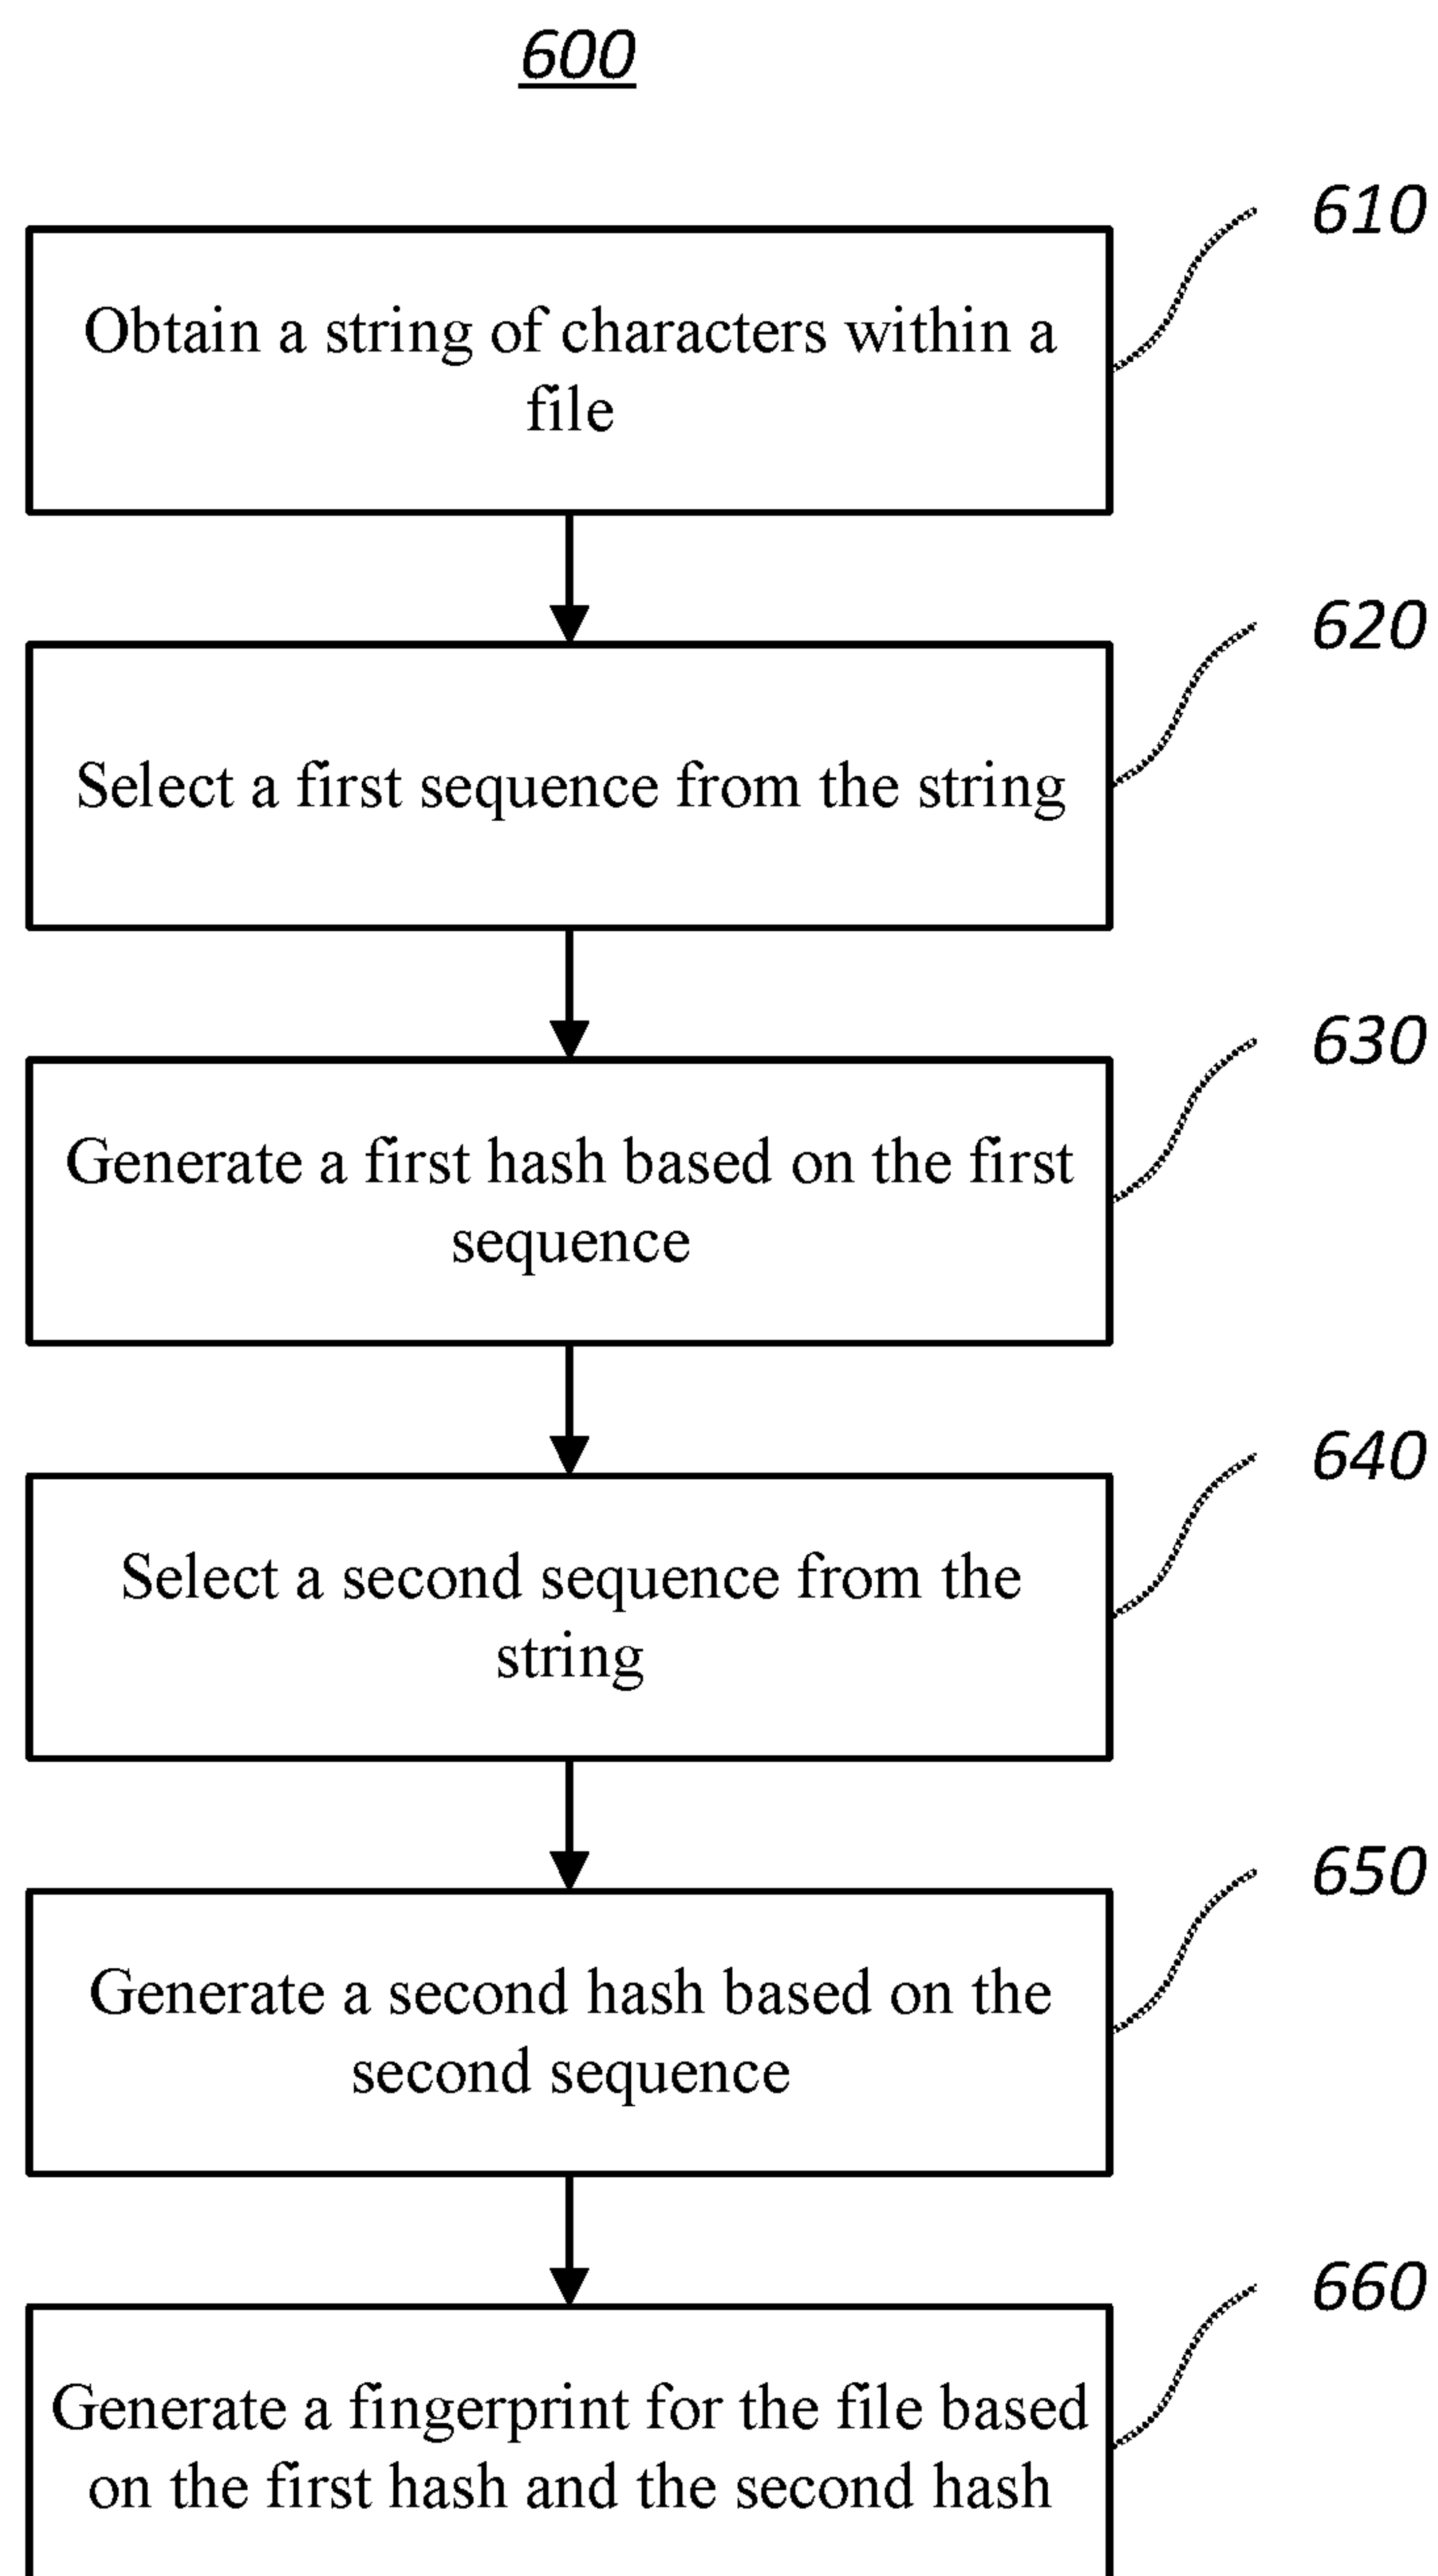 600
610
Obtain a string of characters within a
file
620
Select a first sequence from the string
630
Generate a first hash based on the first
sequence
640
Select a second sequence from the
string
650
Generate a second hash based on the
second sequence
660
Generate a fingerprint for the file based
on the first hash and the second hash